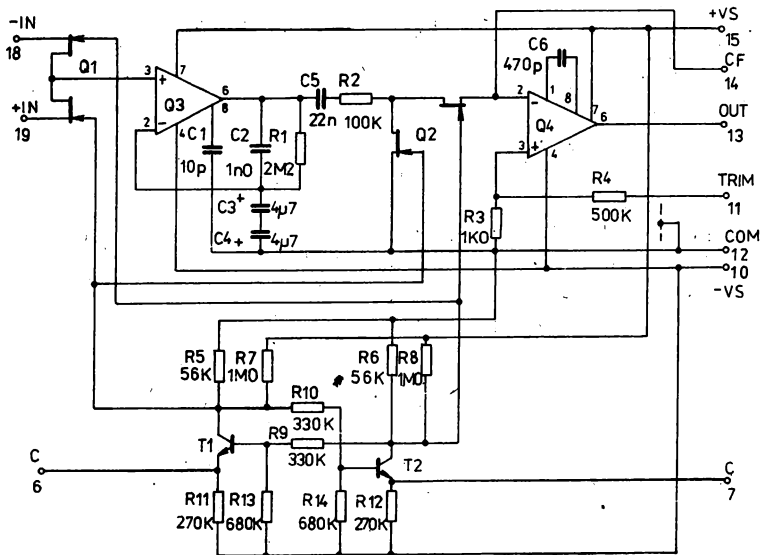 -IN
18
Q1
+IN
19
3
+
7
Q3
2
-
4
6
8
C1
10p
C2
1n0
R1
2M2
C3
+
4µ7
C4
+
4µ7
C5
22n
R2
100K
Q2
C6
470p
2
-
1
8
7
Q4
6
3
+
4
R3
1K0
R4
500K
+VS
15
CF
14
OUT
13
TRIM
11
COM
12
10
-VS
R5
56K
R7
1M0
R6
56K
R8
1M0
R10
330K
R9
330K
T1
T2
C
6
C
7
R11
270K
R13
680K
R14
680K
R12
270K